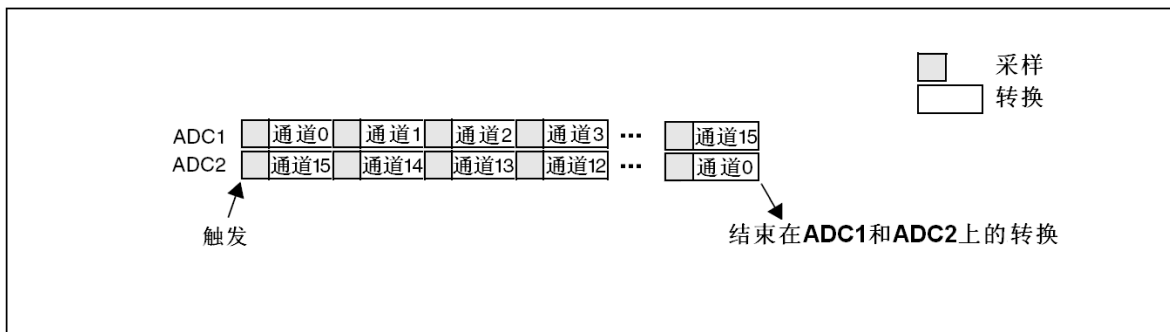 采样
转换
ADC1 通道0 通道1 通道2 通道3 ··· 通道15
ADC2 通道15 通道14 通道13 通道12 ··· 通道0
触发
结束在ADC1和ADC2上的转换